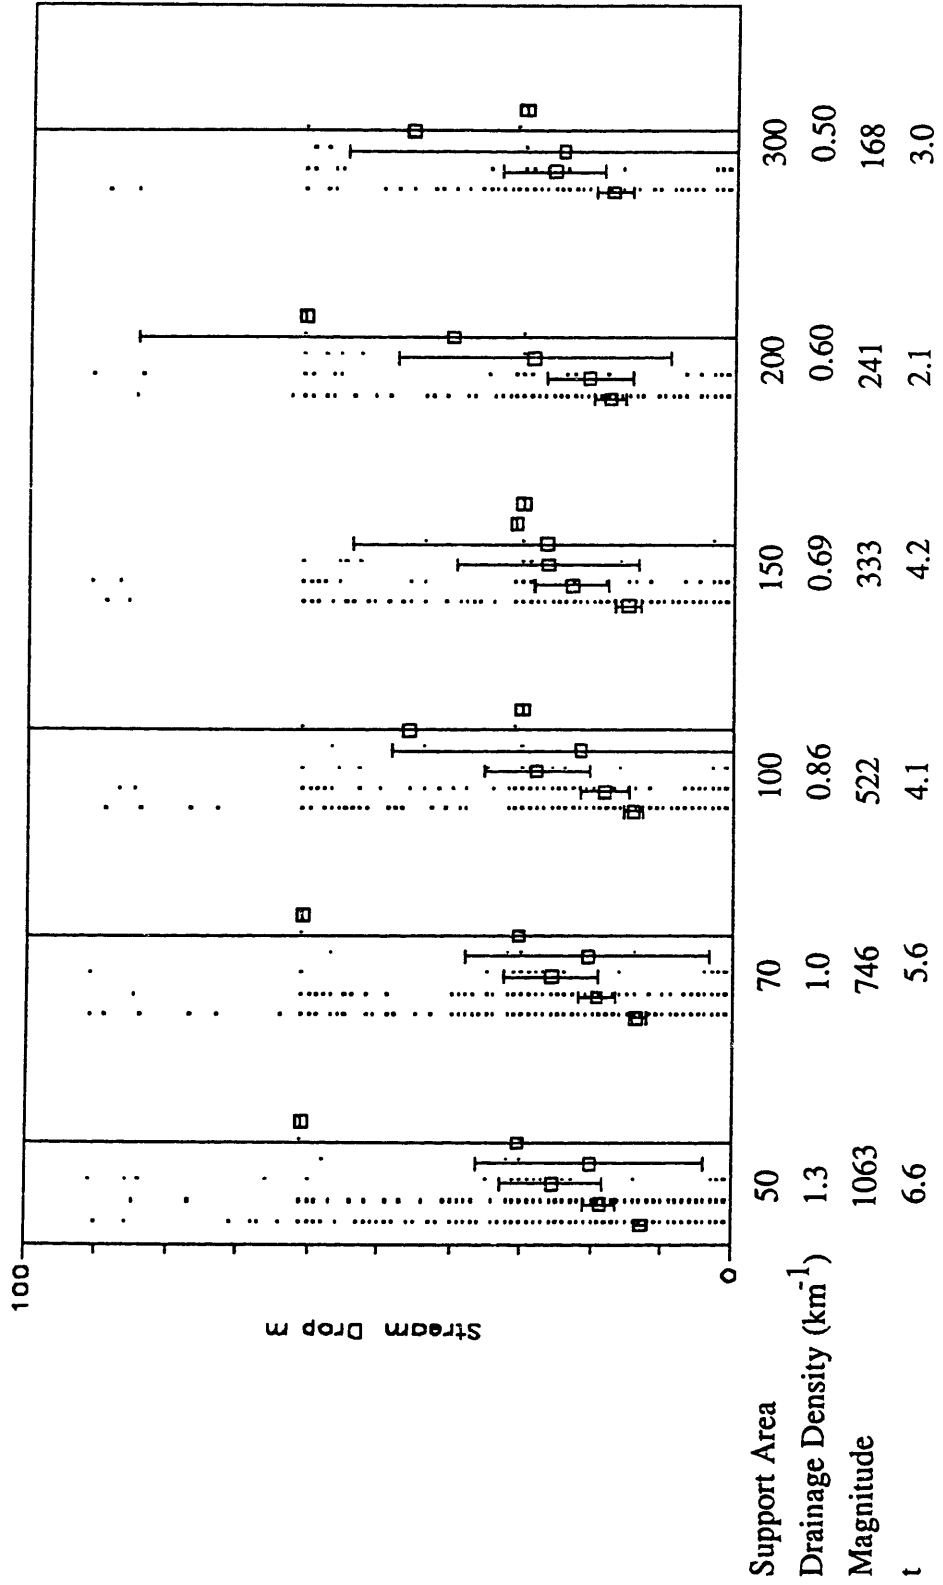 100
0
Stream Drop m
Support Area 50 70 100 150 200 300
Drainage Density (km⁻¹) 1.3 1.0 0.86 0.69 0.60 0.50
Magnitude 1063 746 522 333 241 168
t 6.6 5.6 4.1 4.2 2.1 3.0